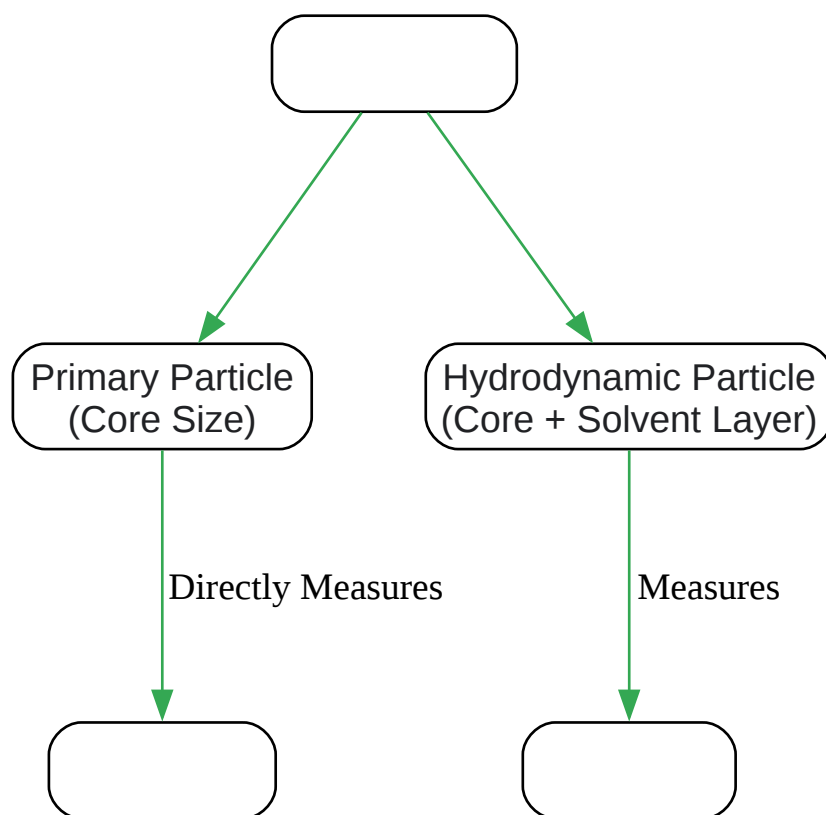 Primary Particle
(Core Size)
Hydrodynamic Particle
(Core + Solvent Layer)
Directly Measures
Measures